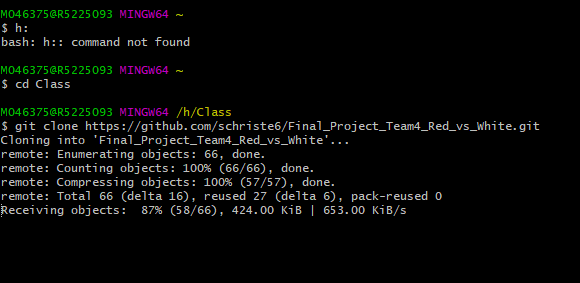 MO46375@R5225093 MINGW64 ~
$ h:
bash: h:: command not found
MO46375@R5225093 MINGW64 ~
$ cd Class
MO46375@R5225093 MINGW64 /h/Class
$ git clone https://github.com/schriste6/Final_Project_Team4_Red_vs_White.git
Cloning into 'Final_Project_Team4_Red_vs_White'...
remote: Enumerating objects: 66, done.
remote: Counting objects: 100% (66/66), done.
remote: Compressing objects: 100% (57/57), done.
remote: Total 66 (delta 16), reused 27 (delta 6), pack-reused 0
Receiving objects:  87% (58/66), 424.00 KiB | 653.00 KiB/s